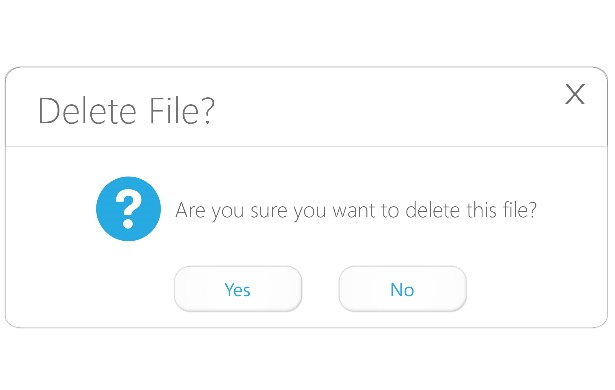 Delete File?
X
?
Are you sure you want to delete this file?
Yes
No